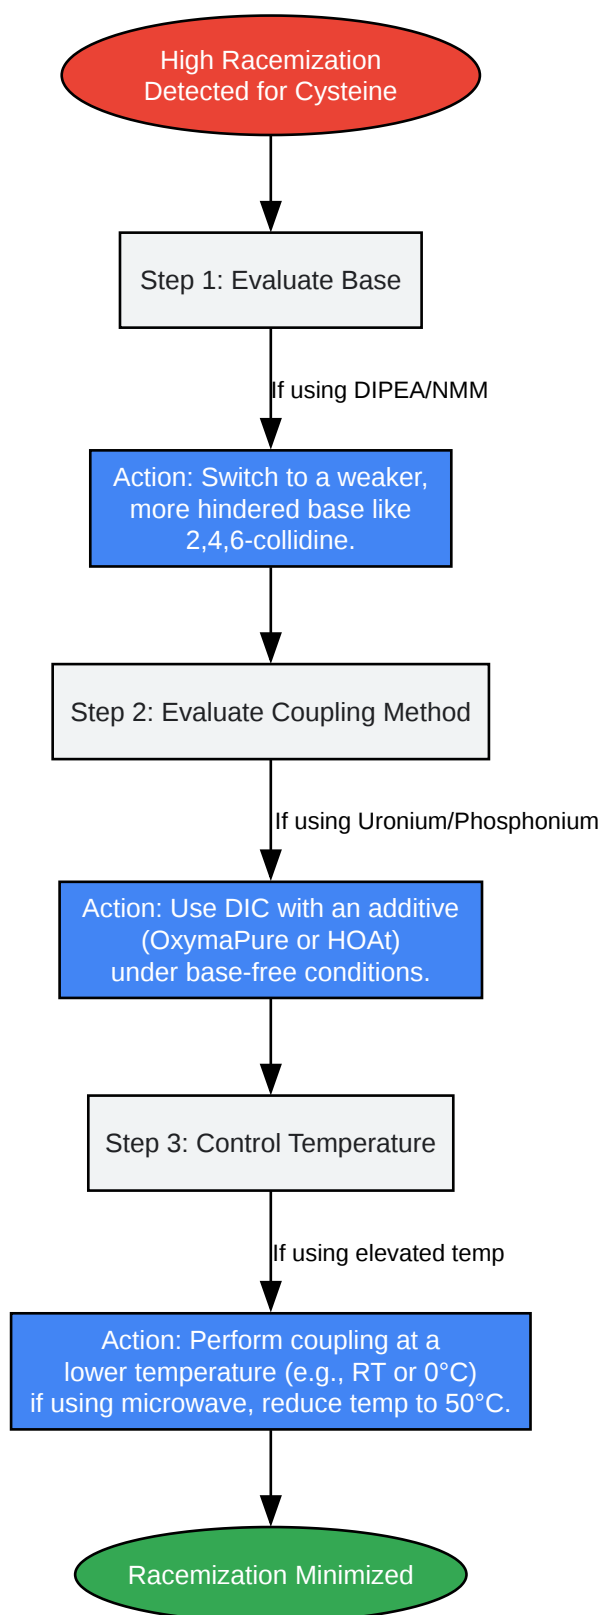 High Racemization
Detected for Cysteine
Step 1: Evaluate Base
If using DIPEA/NMM
Action: Switch to a weaker,
more hindered base like
2,4,6-collidine.
Step 2: Evaluate Coupling Method
If using Uronium/Phosphonium
Action: Use DIC with an additive
(OxymaPure or HOAt)
under base-free conditions.
Step 3: Control Temperature
If using elevated temp
Action: Perform coupling at a
lower temperature (e.g., RT or 0°C)
if using microwave, reduce temp to 50°C.
Racemization Minimized